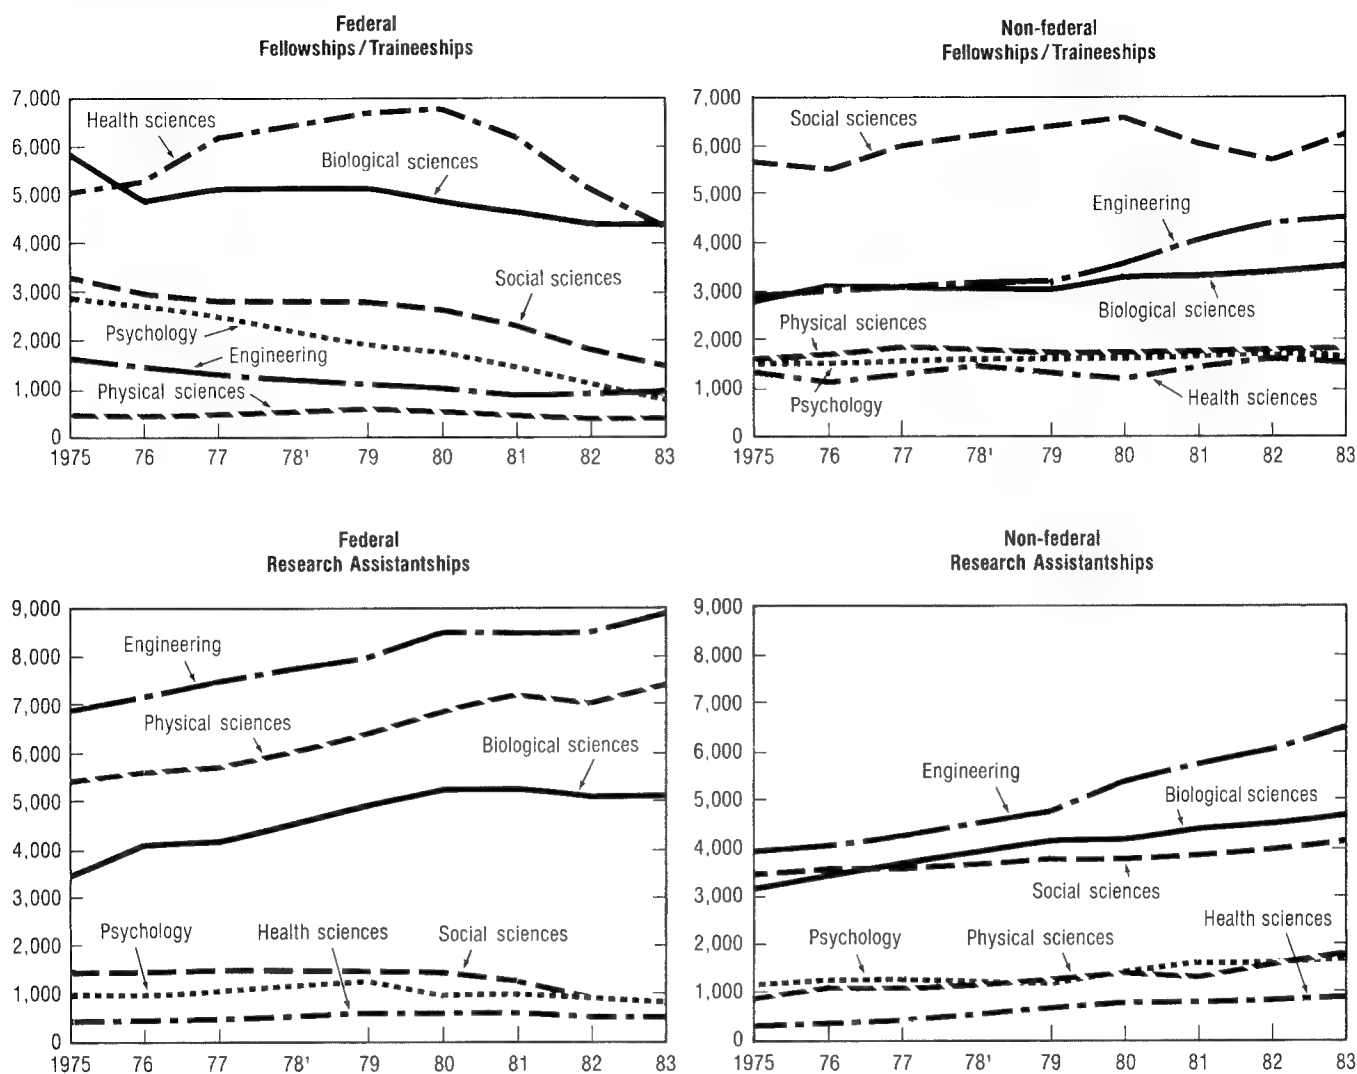 Federal
Fellowships/Traineeships
7,000
6,000
5,000
4,000
3,000
2,000
1,000
0
Health sciences
Biological sciences
Social sciences
Psychology
Engineering
Physical sciences
1975 76 77 78¹ 79 80 81 82 83
Non-federal
Fellowships/Traineeships
7,000
6,000
5,000
4,000
3,000
2,000
1,000
0
Social sciences
Engineering
Biological sciences
Physical sciences
Psychology
Health sciences
1975 76 77 78¹ 79 80 81 82 83
Federal
Research Assistantships
9,000
8,000
7,000
6,000
5,000
4,000
3,000
2,000
1,000
0
Engineering
Physical sciences
Biological sciences
Psychology
Health sciences
Social sciences
1975 76 77 78¹ 79 80 81 82 83
Non-federal
Research Assistantships
9,000
8,000
7,000
6,000
5,000
4,000
3,000
2,000
1,000
0
Engineering
Biological sciences
Social sciences
Health sciences
Psychology
Physical sciences
1975 76 77 78¹ 79 80 81 82 83